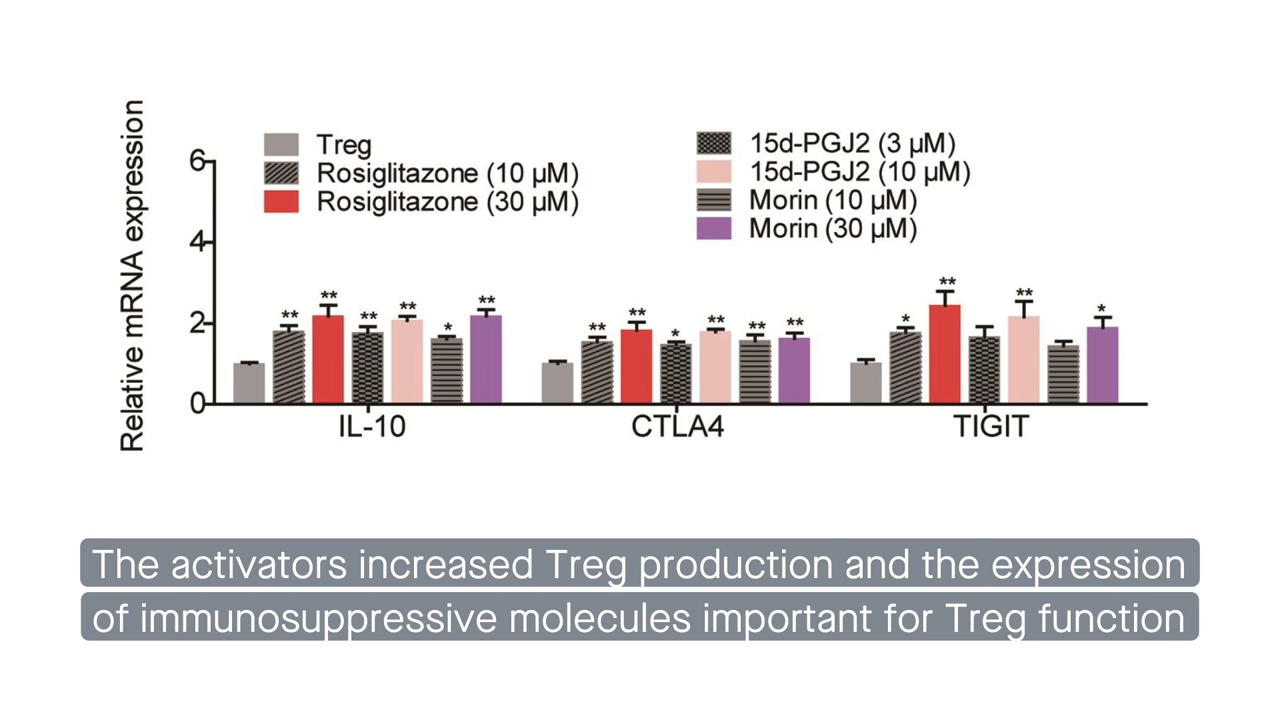 Relative mRNA expression
6
4
2
0
Treg
Rosiglitazone (10 µM)
Rosiglitazone (30 µM)
15d-PGJ2 (3 µM)
15d-PGJ2 (10 µM)
Morin (10 µM)
Morin (30 µM)
** ** ** ** * **
** ** * ** ** **
* ** ** *
IL-10 CTLA4 TIGIT
The activators increased Treg production and the expression
of immunosuppressive molecules important for Treg function